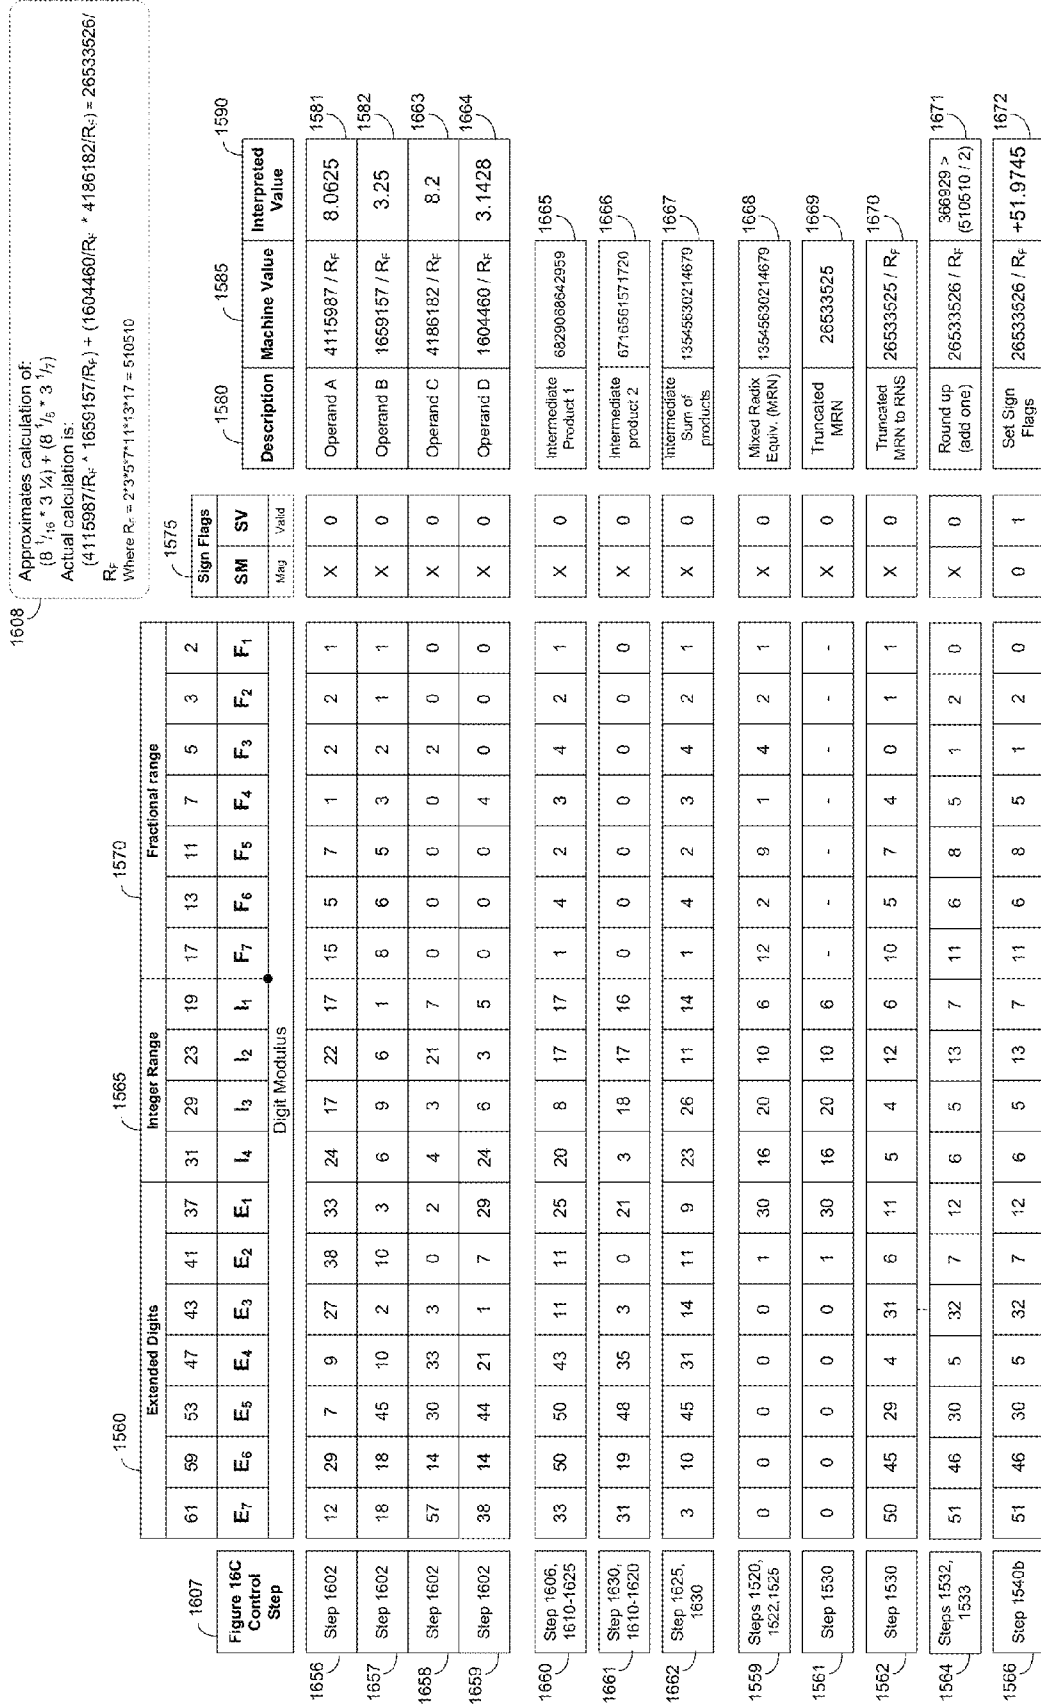 1608
Approximates calculation of:
(8 1/16 * 3 ¼) + (8 1/5 * 3 1/7)
Actual calculation is:
(4115987/RF * 1659157/RF) + (1604460/RF * 4186182/RF) = 26533526/
RF
Where RF = 2*3*5*7*11*13*17 = 510510
1607 1560 1565 1570 1575 1580 1585 1590
Extended Digits Integer Range Fractional range Sign Flags
61 59 53 47 43 41 37 31 29 23 19 17 13 11 7 5 3 2
Figure 16C Control Step E7 E6 E5 E4 E3 E2 E1 I4 I3 I2 I1 F7 F6 F5 F4 F3 F2 F1 SM SV Description Machine Value Interpreted Value
Digit Modulus Mag Valid
1656 Step 1602 12 29 7 9 27 38 33 24 17 22 17 15 5 7 1 2 2 1 X 0 Operand A 4115987 / RF 8.0625 1581
1657 Step 1602 18 18 45 10 2 10 3 6 9 6 1 8 6 5 3 2 1 1 X 0 Operand B 1659157 / RF 3.25 1582
1658 Step 1602 57 14 30 33 3 0 2 4 3 21 7 0 0 0 0 2 0 0 X 0 Operand C 4186182 / RF 8.2 1663
1659 Step 1602 38 14 44 21 1 7 29 24 6 3 5 0 0 0 4 0 0 0 X 0 Operand D 1604460 / RF 3.1428 1664
1660 Step 1606, 1610-1625 33 50 50 43 11 11 25 20 8 17 17 1 4 2 3 4 2 1 X 0 Intermediate Product 1 6829068642959 1665
1661 Step 1630, 1610-1620 31 19 48 35 3 0 21 3 18 17 16 0 0 0 0 0 0 0 X 0 Intermediate product 2 6716561571720 1666
1662 Step 1625, 1630 3 10 45 31 14 11 9 23 26 11 14 1 4 2 3 4 2 1 X 0 Intermediate Sum of products 13545630214679 1667
1559 Steps 1520, 1522,1525 0 0 0 0 0 1 30 16 20 10 6 12 2 9 1 4 2 1 X 0 Mixed Radix Equiv. (MRN) 13545630214679 1668
1561 Step 1530 0 0 0 0 0 1 30 16 20 10 6 - - - - - - - X 0 Truncated MRN 26533525 1669
1562 Step 1530 50 45 29 4 31 6 11 5 4 12 6 10 5 7 4 0 1 1 X 0 Truncated MRN to RNS 26533525 / RF 1670
1564 Steps 1532, 1533 51 46 30 5 32 7 12 6 5 13 7 11 6 8 5 1 2 0 X 0 Round up (add one) 26533526 / RF 366929 > (510510 / 2) 1671
1566 Step 1540b 51 46 30 5 32 7 12 6 5 13 7 11 6 8 5 1 2 0 0 1 Set Sign Flags 26533526 / RF +51.9745 1672